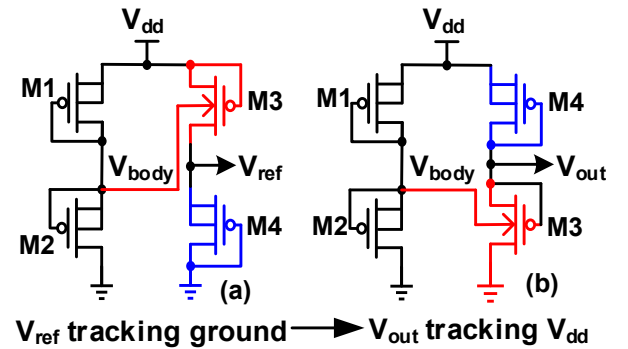 Vdd Vdd
M1 M3 M1 M4
Vbody Vref Vbody Vout
M2 M4 M2 M3
(a) (b)
Vref tracking ground Vout tracking Vdd